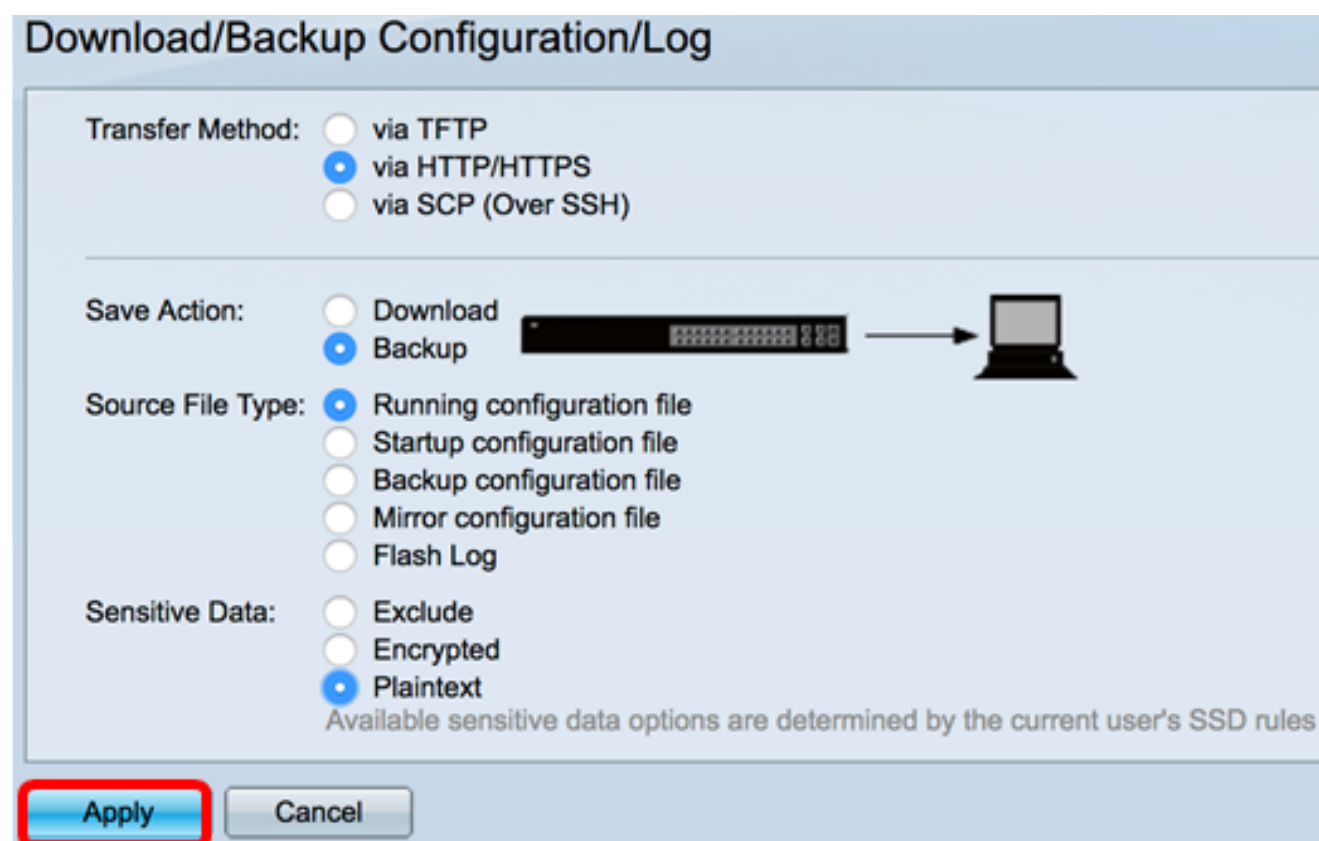 Download/Backup Configuration/Log
Transfer Method: via TFTP
via HTTP/HTTPS
via SCP (Over SSH)
Save Action: Download
Backup
Source File Type: Running configuration file
Startup configuration file
Backup configuration file
Mirror configuration file
Flash Log
Sensitive Data: Exclude
Encrypted
Plaintext
Available sensitive data options are determined by the current user's SSD rules
Apply Cancel